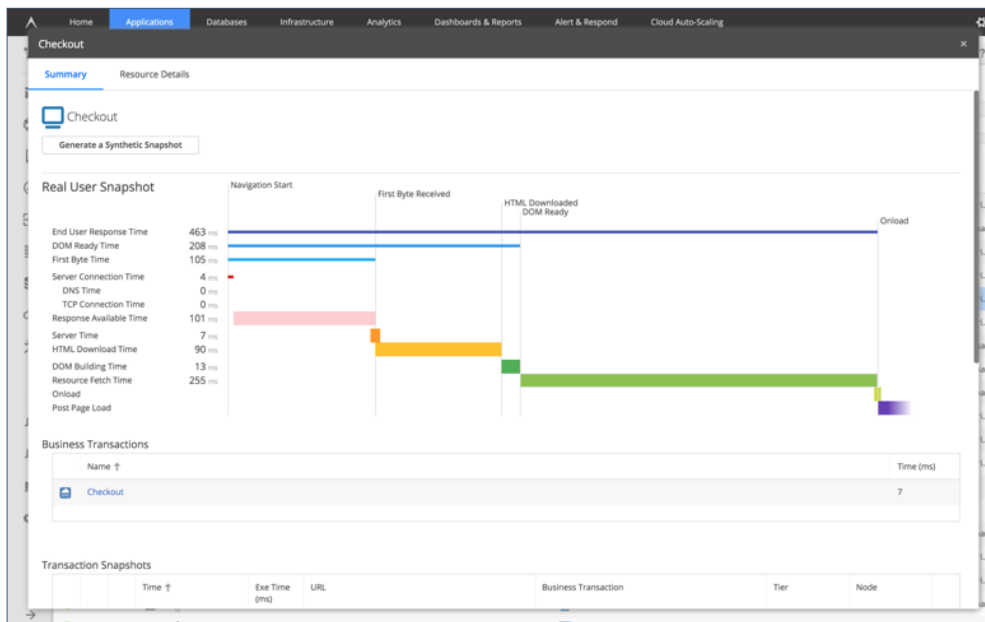 Home Applications Databases Infrastructure Analytics Dashboards & Reports Alert & Respond Cloud Auto-Scaling
Checkout ×
Summary Resource Details
Checkout
Generate a Synthetic Snapshot
Real User Snapshot
Navigation Start
First Byte Received
HTML Downloaded
DOM Ready
Onload
End User Response Time 463 ms
DOM Ready Time 208 ms
First Byte Time 105 ms
Server Connection Time 4 ms
DNS Time 0 ms
TCP Connection Time 0 ms
Response Available Time 101 ms
Server Time 7 ms
HTML Download Time 90 ms
DOM Building Time 13 ms
Resource Fetch Time 255 ms
Onload
Post Page Load
Business Transactions
Name ↑ Time (ms)
Checkout 7
Transaction Snapshots
Time ↑ Exe Time (ms) URL Business Transaction Tier Node